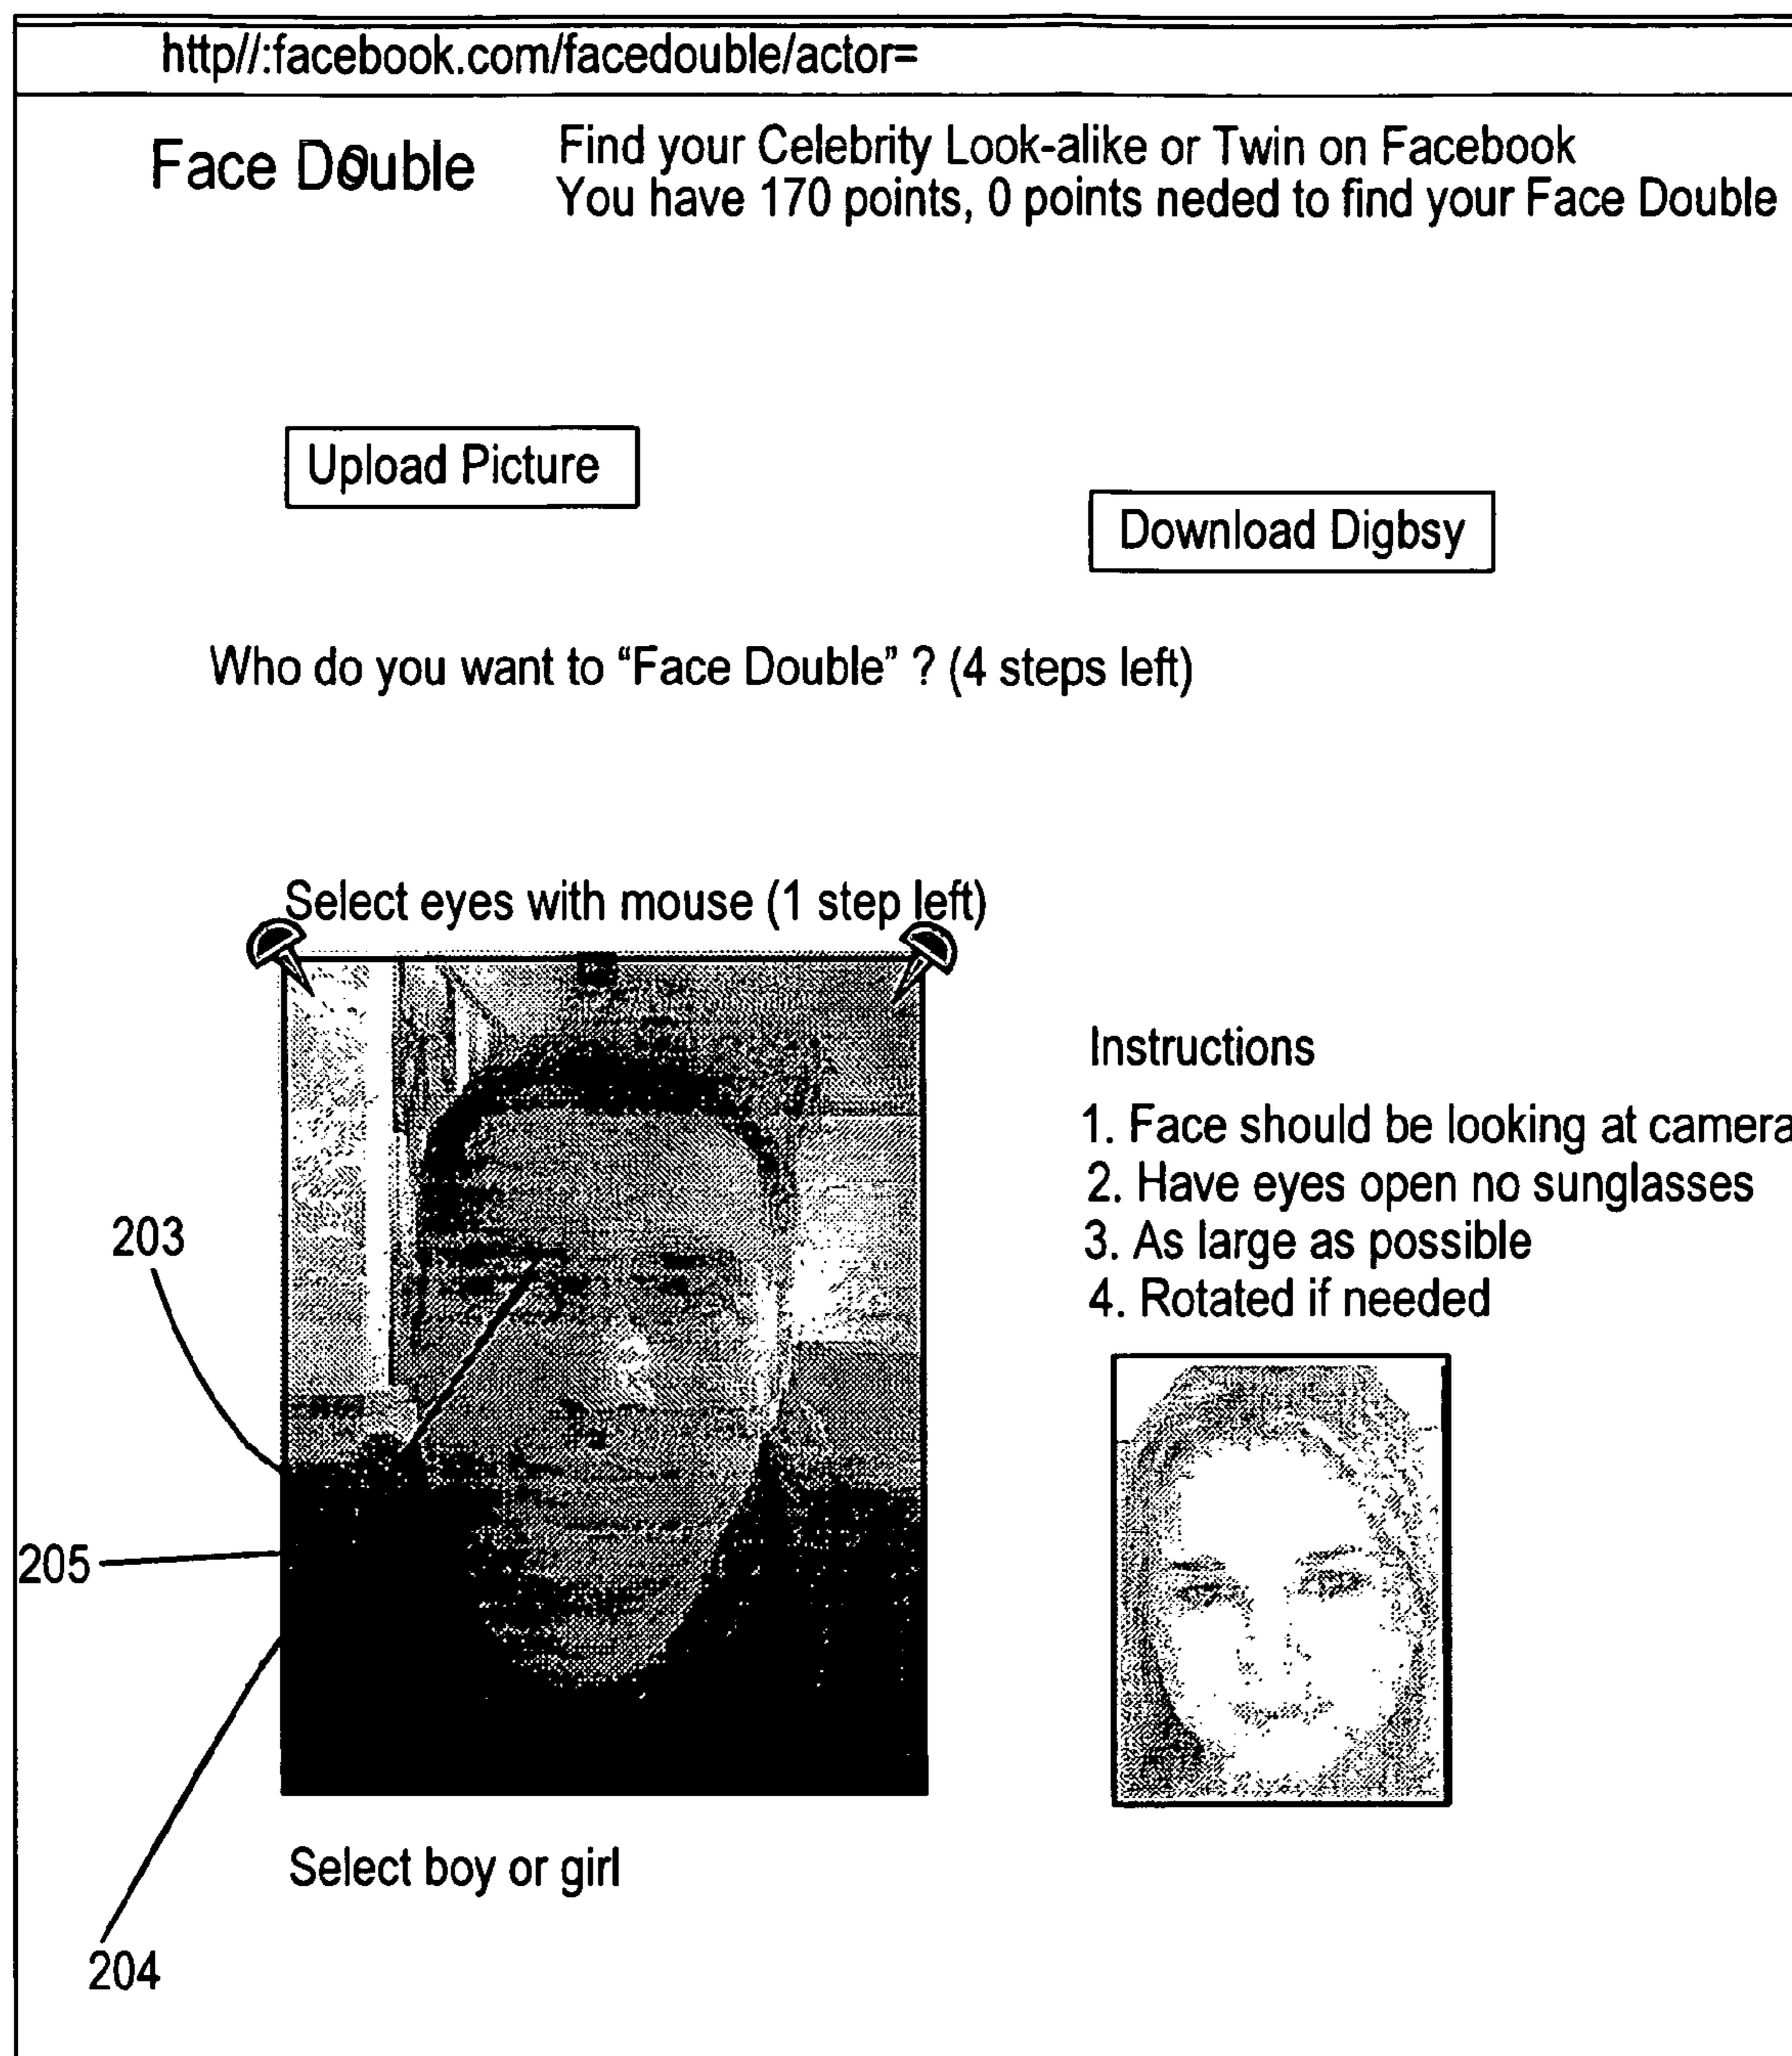 http//:facebook.com/facedouble/actor=
Face Double
Find your Celebrity Look-alike or Twin on Facebook
You have 170 points, 0 points neded to find your Face Double
Upload Picture
Download Digbsy
Who do you want to “Face Double” ? (4 steps left)
Select eyes with mouse (1 step left)
Instructions
1. Face should be looking at camera
2. Have eyes open no sunglasses
3. As large as possible
4. Rotated if needed
203
205
Select boy or girl
204